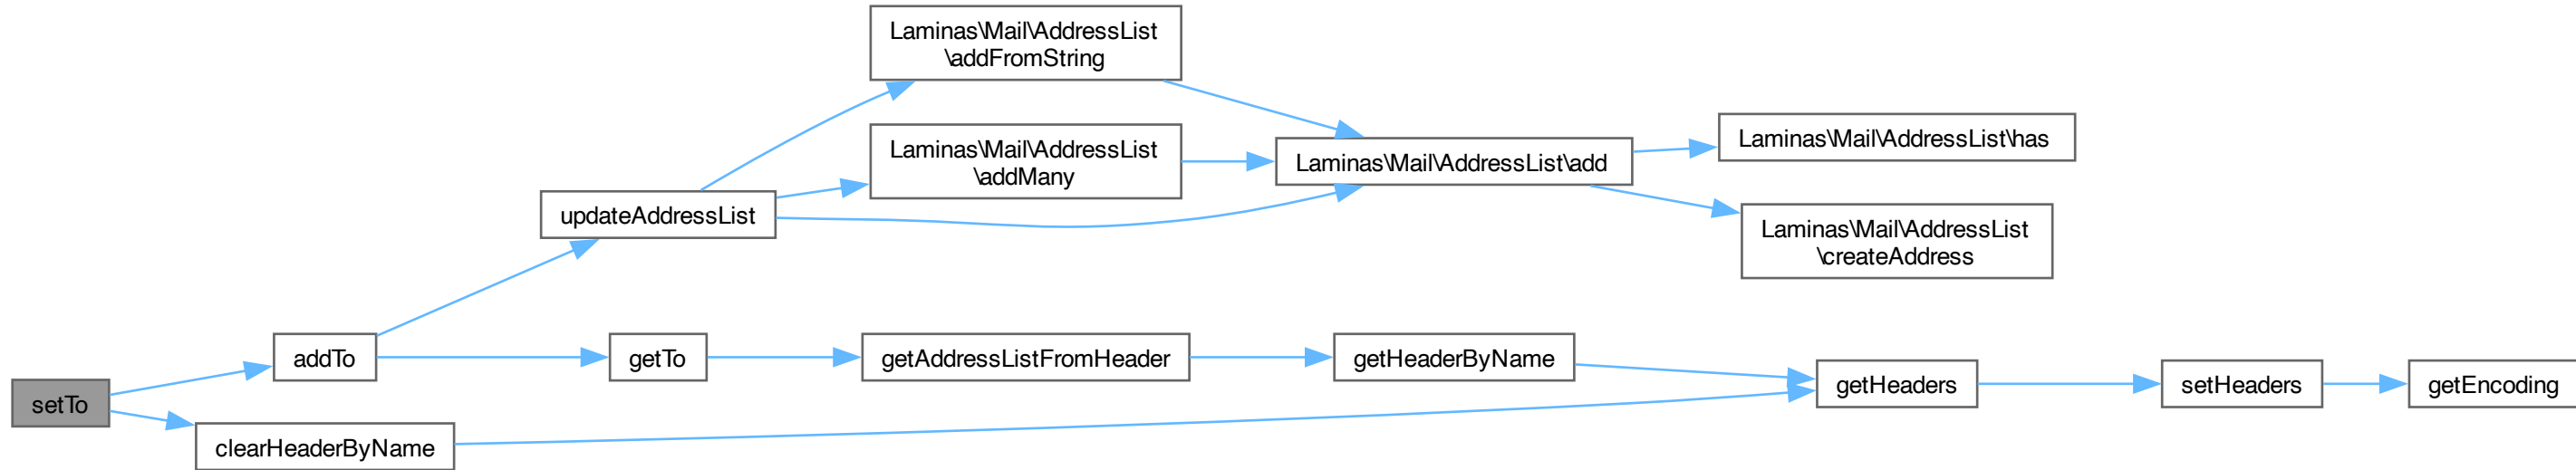 Laminas\Mail\AddressList
\addFromString
Laminas\Mail\AddressList
\addMany
Laminas\Mail\AddressList\add
Laminas\Mail\AddressList\has
Laminas\Mail\AddressList
\createAddress
updateAddressList
addTo
getTo
getAddressListFromHeader
getHeaderByName
getHeaders
setHeaders
getEncoding
setTo
clearHeaderByName